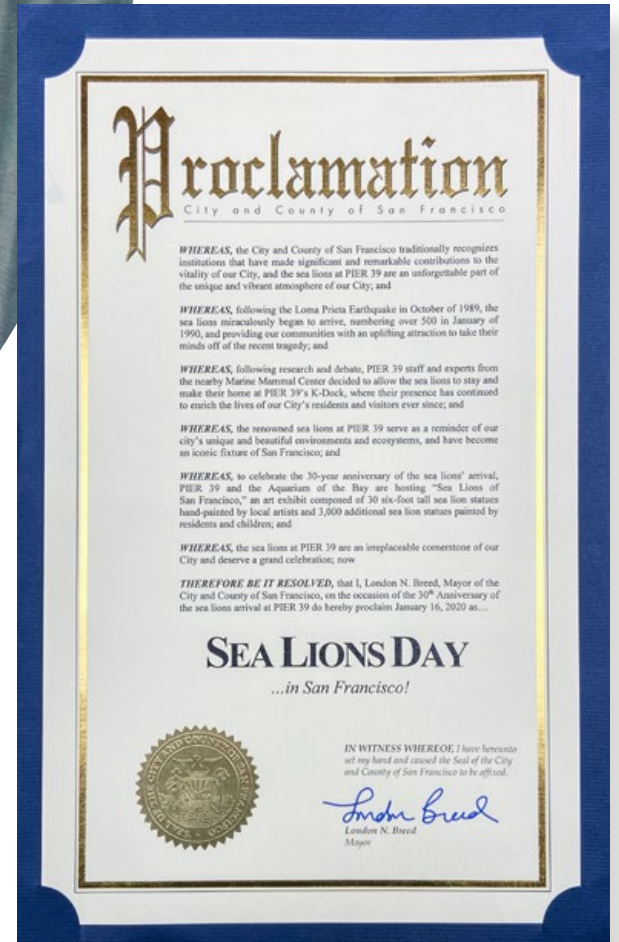 Proclamation
City and County of San Francisco
WHEREAS, the City and County of San Francisco traditionally recognizes
institutions that have made significant and remarkable contributions to the
vitality of our City, and the sea lions at PIER 39 are an unforgettable part of
the unique and vibrant atmosphere of our City; and
WHEREAS, following the Loma Prieta Earthquake in October of 1989, the
sea lions miraculously began to arrive, numbering over 500 in January of
1990, and providing our communities with an uplifting attraction to take their
minds off of the recent tragedy; and
WHEREAS, following research and debate, PIER 39 staff and experts from
the nearby Marine Mammal Center decided to allow the sea lions to stay and
make their home at PIER 39's K-Dock, where their presence has continued
to enrich the lives of our City's residents and visitors ever since; and
WHEREAS, the renowned sea lions at PIER 39 serve as a reminder of our
city's unique and beautiful environments and ecosystems, and have become
an iconic fixture of San Francisco; and
WHEREAS, to celebrate the 30-year anniversary of the sea lions' arrival,
PIER 39 and the Aquarium of the Bay are hosting "Sea Lions of
San Francisco," an art exhibit composed of 30 six-foot tall sea lion statues
hand-painted by local artists and 3,000 additional sea lion statues painted by
residents and children; and
WHEREAS, the sea lions at PIER 39 are an irreplaceable cornerstone of our
City and deserve a grand celebration; now
THEREFORE BE IT RESOLVED, that I, London N. Breed, Mayor of the
City and County of San Francisco, on the occasion of the 30th Anniversary of
the sea lions arrival at PIER 39 do hereby proclaim January 16, 2020 as…
SEA LIONS DAY
...in San Francisco!
IN WITNESS WHEREOF, I have hereunto
set my hand and caused the Seal of the City
and County of San Francisco to be affixed.
London Breed
London N. Breed
Mayor
SEAL OF THE CITY AND COUNTY OF SAN FRANCISCO